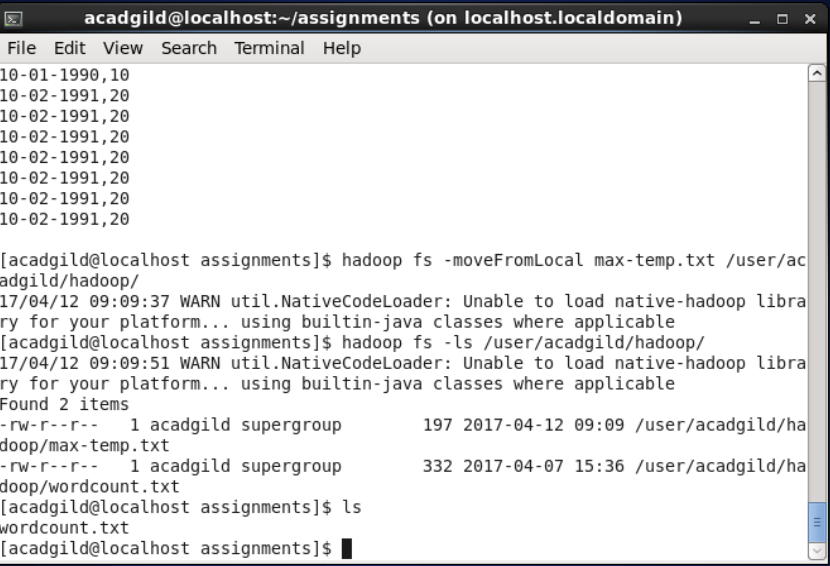 acadgild@localhost:~/assignments (on localhost.localdomain)
File Edit View Search Terminal Help
10-01-1990,10
10-02-1991,20
10-02-1991,20
10-02-1991,20
10-02-1991,20
10-02-1991,20
10-02-1991,20
10-02-1991,20
[acadgild@localhost assignments]$ hadoop fs -moveFromLocal max-temp.txt /user/ac
adgild/hadoop/
17/04/12 09:09:37 WARN util.NativeCodeLoader: Unable to load native-hadoop libra
ry for your platform... using builtin-java classes where applicable
[acadgild@localhost assignments]$ hadoop fs -ls /user/acadgild/hadoop/
17/04/12 09:09:51 WARN util.NativeCodeLoader: Unable to load native-hadoop libra
ry for your platform... using builtin-java classes where applicable
Found 2 items
-rw-r--r--   1 acadgild supergroup        197 2017-04-12 09:09 /user/acadgild/ha
doop/max-temp.txt
-rw-r--r--   1 acadgild supergroup        332 2017-04-07 15:36 /user/acadgild/ha
doop/wordcount.txt
[acadgild@localhost assignments]$ ls
wordcount.txt
[acadgild@localhost assignments]$